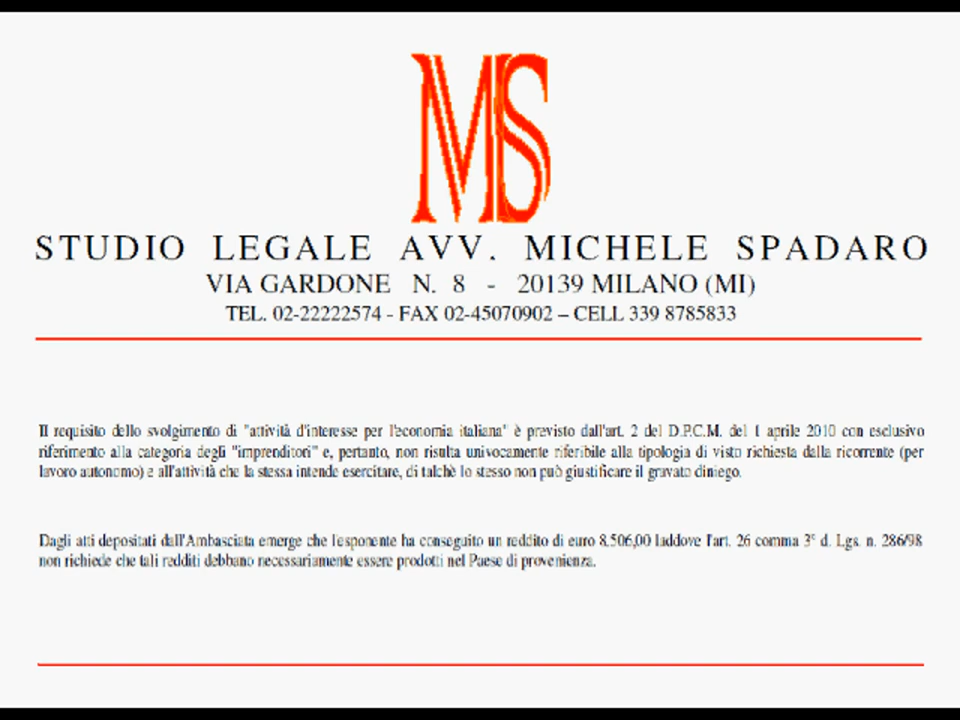 MS
STUDIO LEGALE AVV. MICHELE SPADARO
VIA GARDONE N. 8 - 20139 MILANO (MI)
TEL. 02-22222574 - FAX 02-45070902 – CELL 339 8785833
Il requisito dello svolgimento di "attività d'interesse per l'economia italiana" è previsto dall'art. 2 del D.P.C.M. del 1 aprile 2010 con esclusivo
riferimento alla categoria degli "imprenditori" e, pertanto, non risulta univocamente riferibile alla tipologia di visto richiesta dalla ricorrente (per
lavoro autonomo) e all'attività che la stessa intende esercitare, di talchè lo stesso non può giustificare il gravato diniego.
Dagli atti depositati dall'Ambasciata emerge che l'esponente ha conseguito un reddito di euro 8.506,00 laddove l'art. 26 comma 3° d. Lgs. n. 286/98
non richiede che tali redditi debbano necessariamente essere prodotti nel Paese di provenienza.